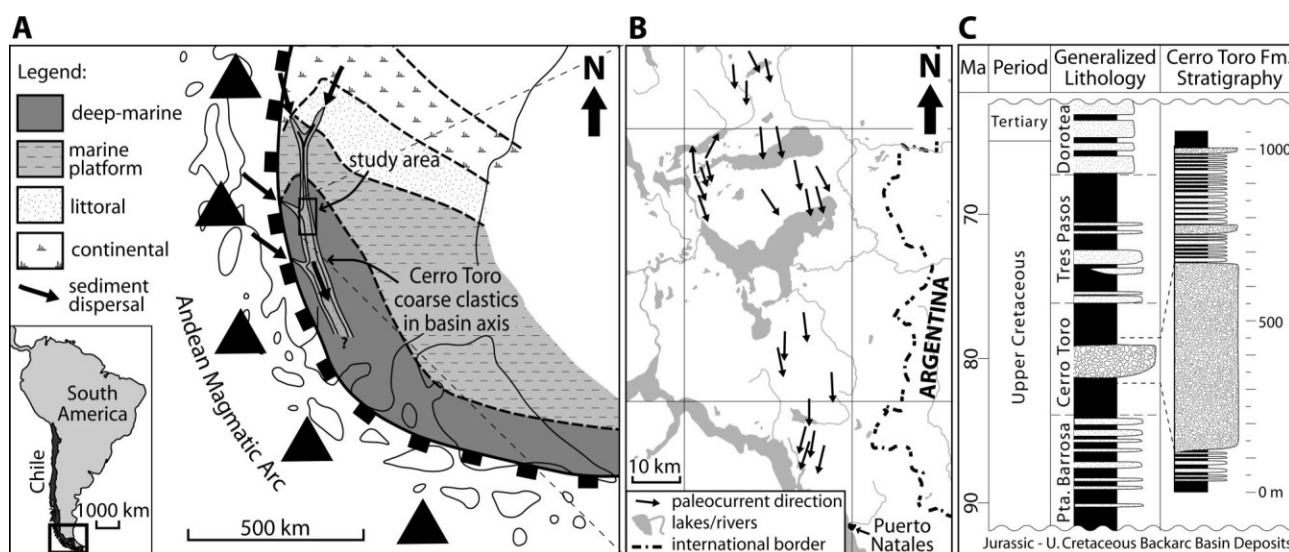 A
Legend:
deep-marine
marine
platform
littoral
continental
sediment
dispersal
South
America
Chile
1000 km
N
study area
Cerro Toro
coarse clastics
in basin axis
?
Andean Magmatic Arc
500 km
B
N
ARGENTINA
10 km
paleocurrent direction
lakes/rivers
international border
Puerto
Natales
C
Ma
Period
Generalized
Lithology
Cerro Toro Fm.
Stratigraphy
Tertiary
Upper Cretaceous
70
80
90
Dorotea
Tres Pasos
Cerro Toro
Pta. Barrosa
1000
500
0 m
Jurassic - U. Cretaceous Backarc Basin Deposits